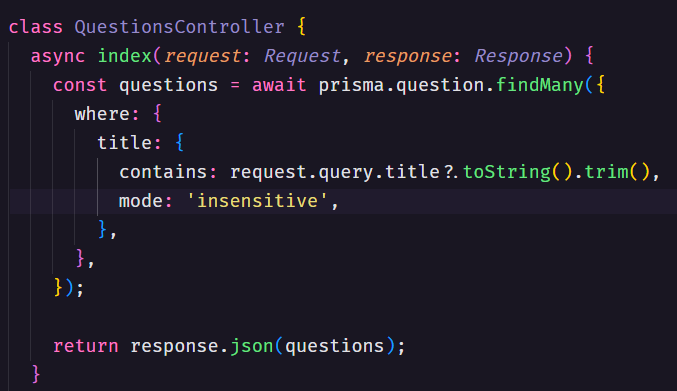 class QuestionsController {
async index(request: Request, response: Response) {
const questions = await prisma.question.findMany({
where: {
title: {
contains: request.query.title?.toString().trim(),
mode: 'insensitive',
},
},
});
return response.json(questions);
}